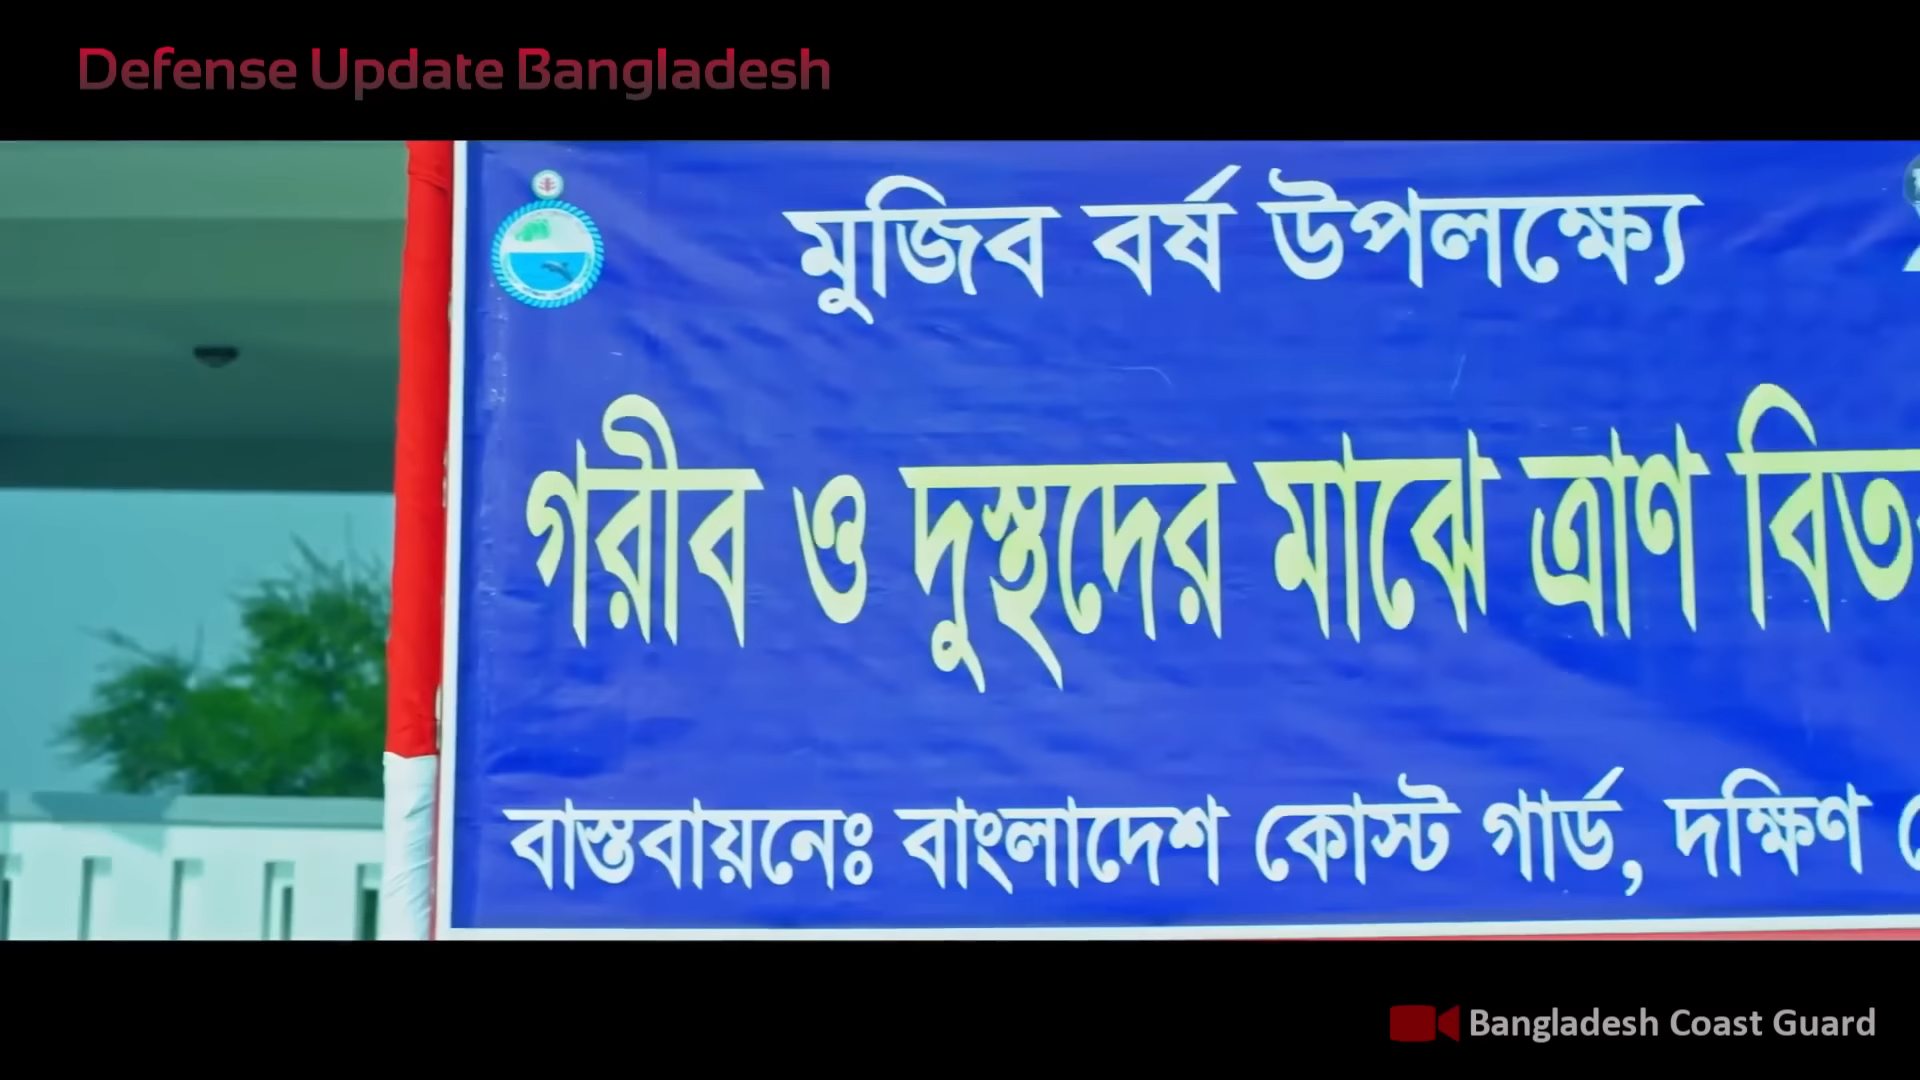 Defense Update Bangladesh
মুজিব বর্ষ উপলক্ষ্যে
গরীব ও দুস্থদের মাঝে ত্রাণ
বাস্তবায়নেঃ বাংলাদেশ কোস্ট গার্ড, দক্ষিণ
Bangladesh Coast Guard